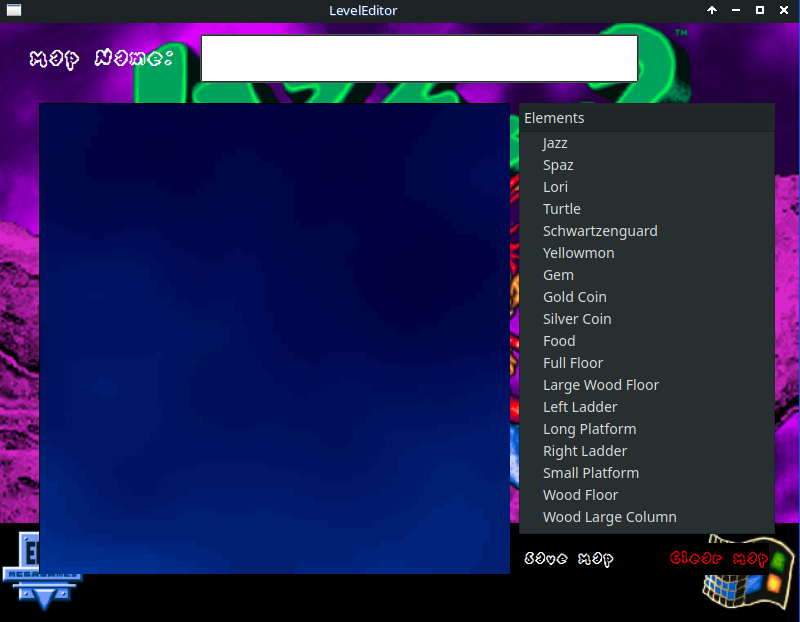 LevelEditor
Map Name:
TM
Elements
Jazz
Spaz
Lori
Turtle
Schwartzenguard
Yellowmon
Gem
Gold Coin
Silver Coin
Food
Full Floor
Large Wood Floor
Left Ladder
Long Platform
Right Ladder
Small Platform
Wood Floor
Wood Large Column
Save Map
Clear Map